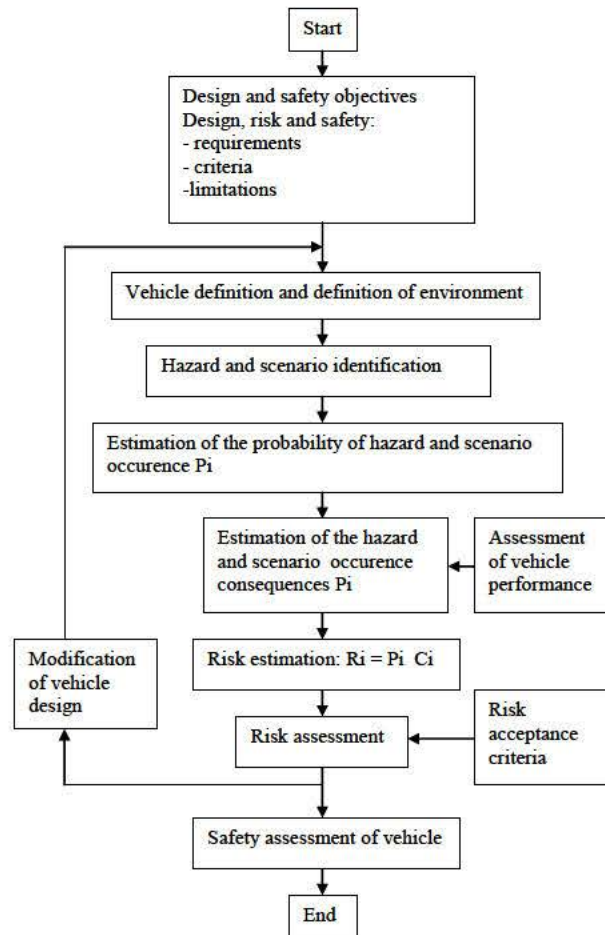 Start
Design and safety objectives
Design, risk and safety:
- requirements
- criteria
-limitations
Vehicle definition and definition of environment
Hazard and scenario identification
Estimation of the probability of hazard and scenario
occurence Pi
Estimation of the hazard
and scenario occurence
consequences Pi
Assessment
of vehicle
performance
Modification
of vehicle
design
Risk estimation: Ri = Pi Ci
Risk assessment
Risk
acceptance
criteria
Safety assessment of vehicle
End